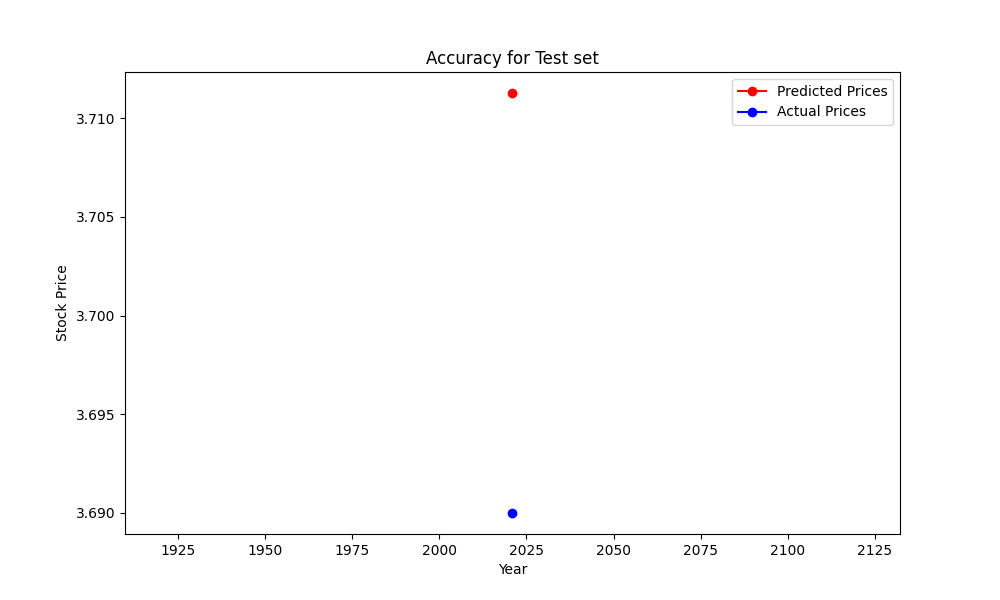 Accuracy for Test set
Predicted Prices
Actual Prices
3.710
3.705
3.700
3.695
3.690
Stock Price
1925 1950 1975 2000 2025 2050 2075 2100 2125
Year